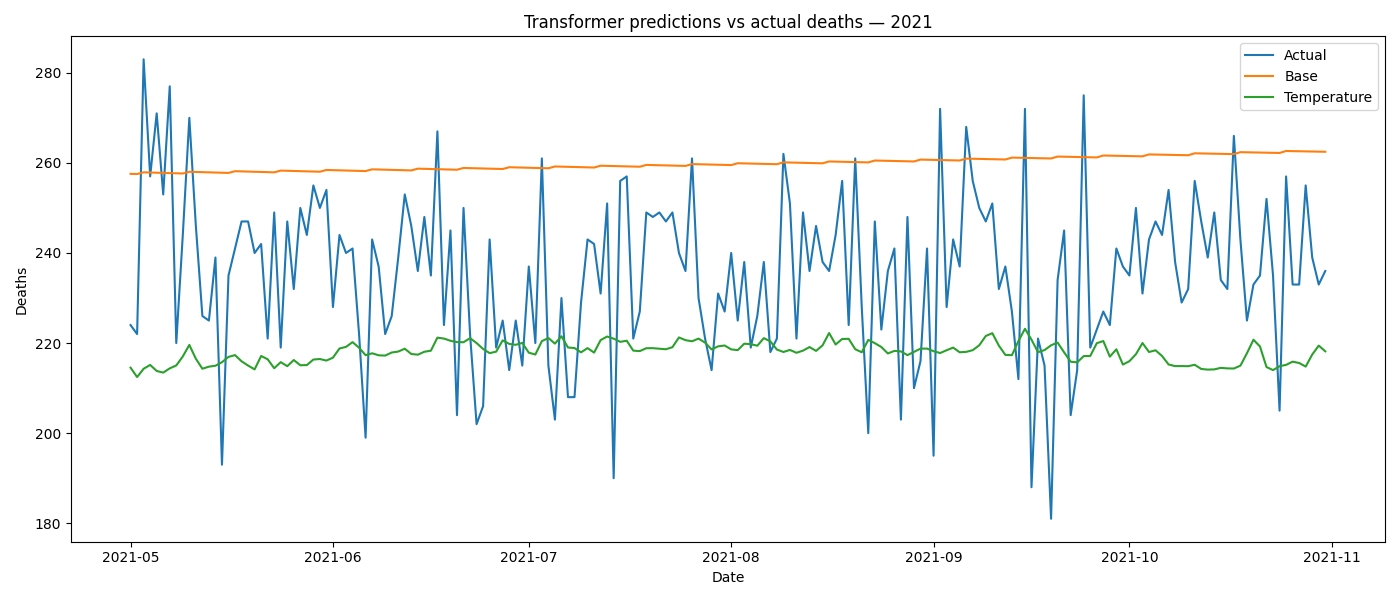 Transformer predictions vs actual deaths — 2021
Actual
Base
Temperature
Deaths
280
260
240
220
200
180
2021-05 2021-06 2021-07 2021-08 2021-09 2021-10 2021-11
Date